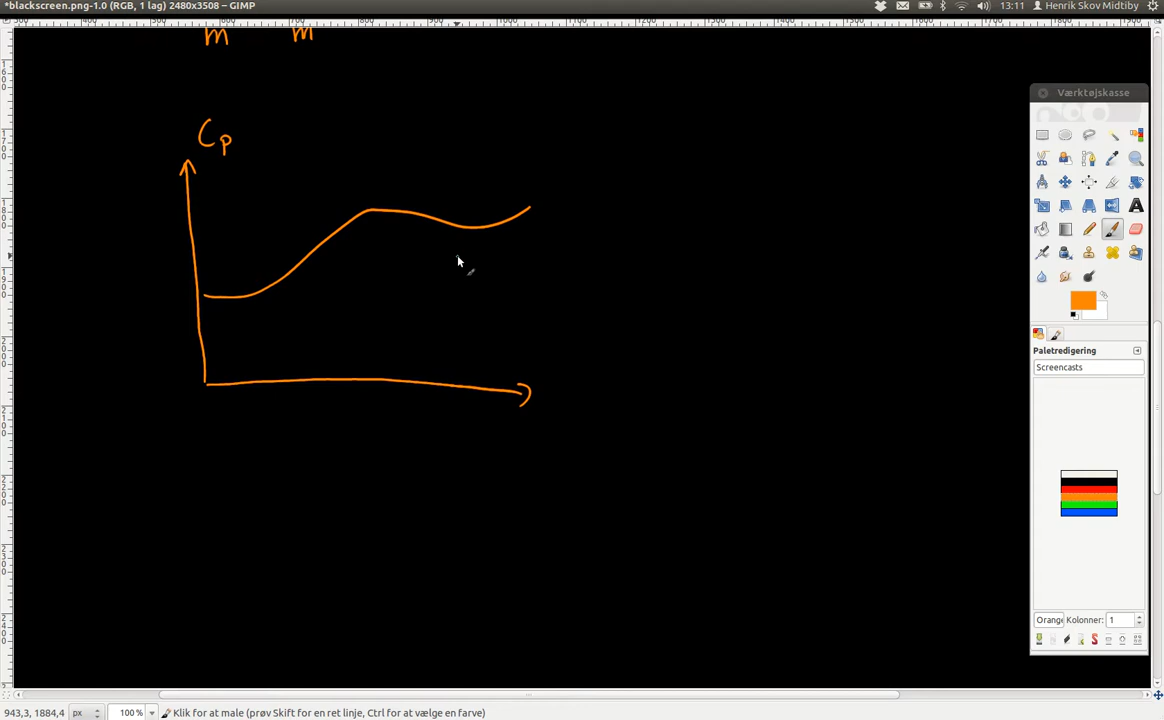 *blackscreen.png-1.0 (RGB, 1 lag) 2480x3508 – GIMP
13:11 Henrik Skov Midtiby
m m
Cp
Værktøjskasse
Paletredigering
Screencasts
Orange Kolonner: 1
943,3, 1884,4 px 100% Klik for at male (prøv Skift for en ret linje, Ctrl for at vælge en farve)